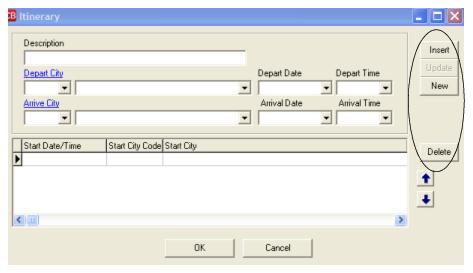 CB Itinerary
Description
Insert
Update
Depart City Depart Date Depart Time
New
Arrive City Arrival Date Arrival Time
Start Date/Time Start City Code Start City
Delete
OK Cancel